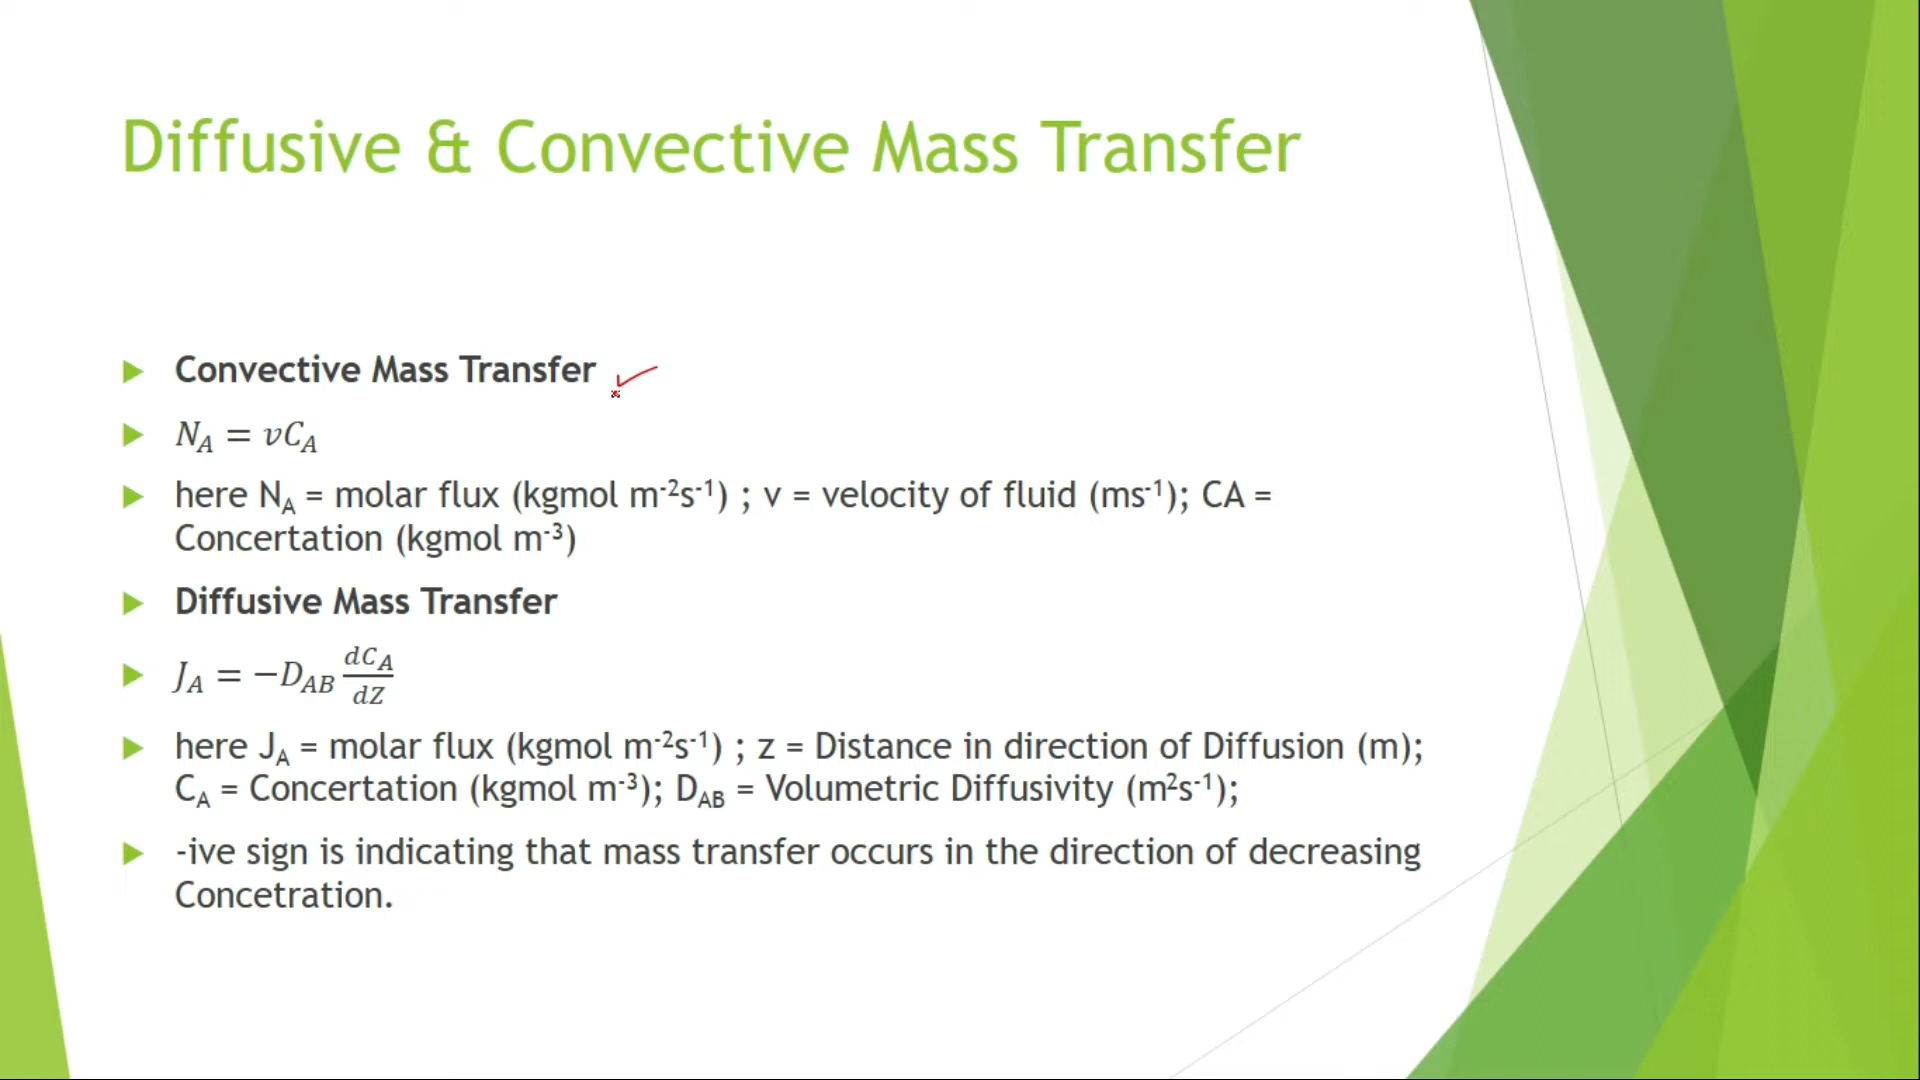 Diffusive & Convective Mass Transfer
Convective Mass Transfer
N_A = vC_A
here N_A = molar flux (kgmol m⁻²s⁻¹) ; v = velocity of fluid (ms⁻¹); CA =
Concertation (kgmol m⁻³)
Diffusive Mass Transfer
J_A = −D_AB dC_A/dZ
here J_A = molar flux (kgmol m⁻²s⁻¹) ; z = Distance in direction of Diffusion (m);
C_A = Concertation (kgmol m⁻³); D_AB = Volumetric Diffusivity (m²s⁻¹);
-ive sign is indicating that mass transfer occurs in the direction of decreasing
Concetration.